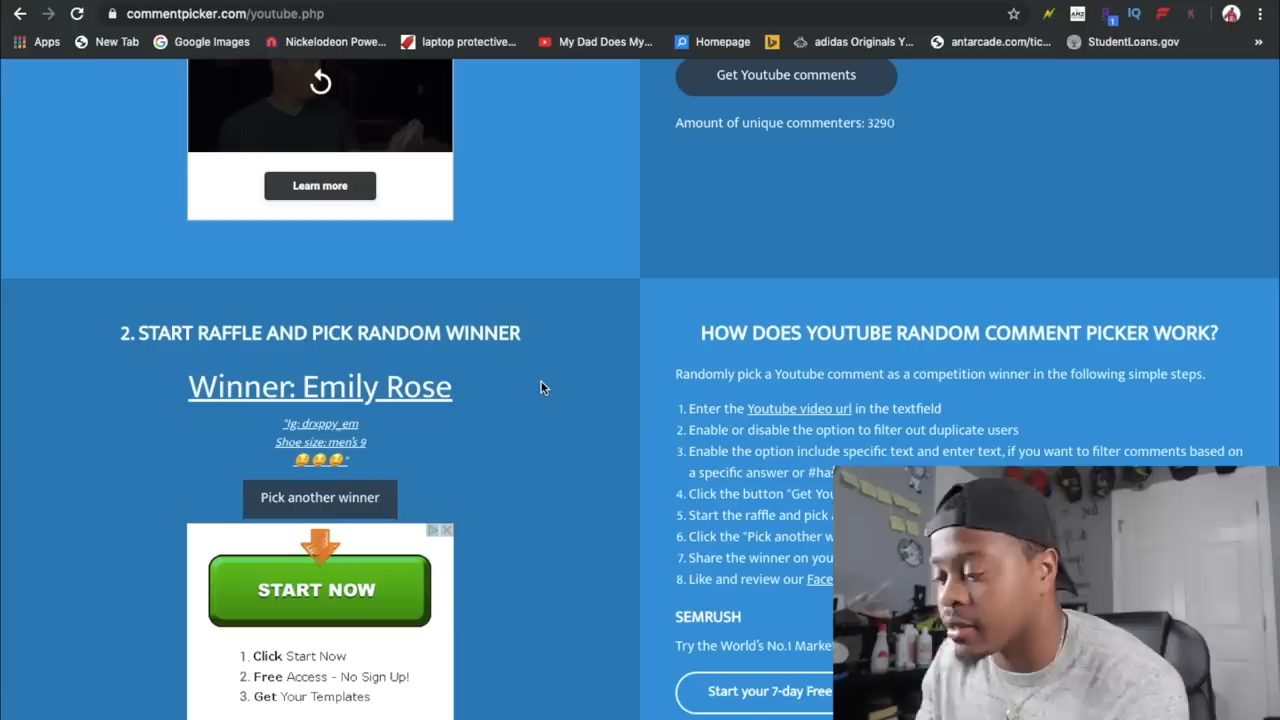 commentpicker.com/youtube.php
Apps
New Tab
Google Images
Nickelodeon Powe...
laptop protective...
My Dad Does My...
Homepage
adidas Originals Y...
antarcade.com/tic...
StudentLoans.gov
»
Get Youtube comments
Amount of unique commenters: 3290
Learn more
2. START RAFFLE AND PICK RANDOM WINNER
Winner: Emily Rose
"Ig: drxppy_em
Shoe size: men's 9
😂😂😂"
Pick another winner
START NOW
1. Click Start Now
2. Free Access - No Sign Up!
3. Get Your Templates
HOW DOES YOUTUBE RANDOM COMMENT PICKER WORK?
Randomly pick a Youtube comment as a competition winner in the following simple steps.
1. Enter the Youtube video url in the textfield
2. Enable or disable the option to filter out duplicate users
3. Enable the option include specific text and enter text, if you want to filter comments based on
a specific answer or #has
4. Click the button "Get You
5. Start the raffle and pick a
6. Click the "Pick another w
7. Share the winner on you
8. Like and review our Face
SEMRUSH
Try the World's No.1 Marke
Start your 7-day Free